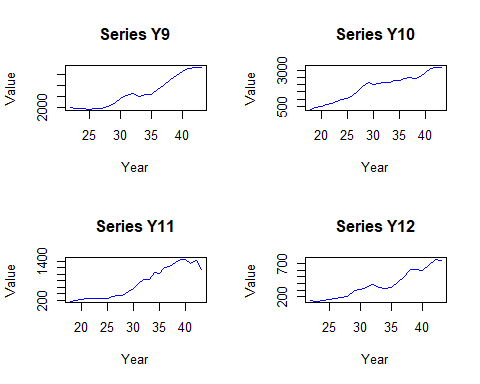 Series Y9
Value
2000
25 30 35 40
Year
Series Y10
Value
500 3000
20 25 30 35 40
Year
Series Y11
Value
200 1400
20 25 30 35 40
Year
Series Y12
Value
200 700
25 30 35 40
Year